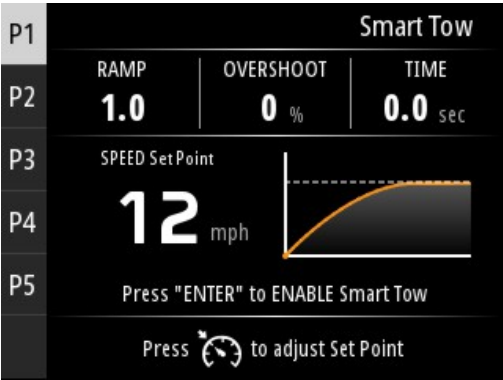 P1
Smart Tow
RAMP
OVERSHOOT
TIME
1.0
0 %
0.0 sec
P2
P3
SPEED Set Point
12 mph
P4
P5
Press "ENTER" to ENABLE Smart Tow
Press to adjust Set Point